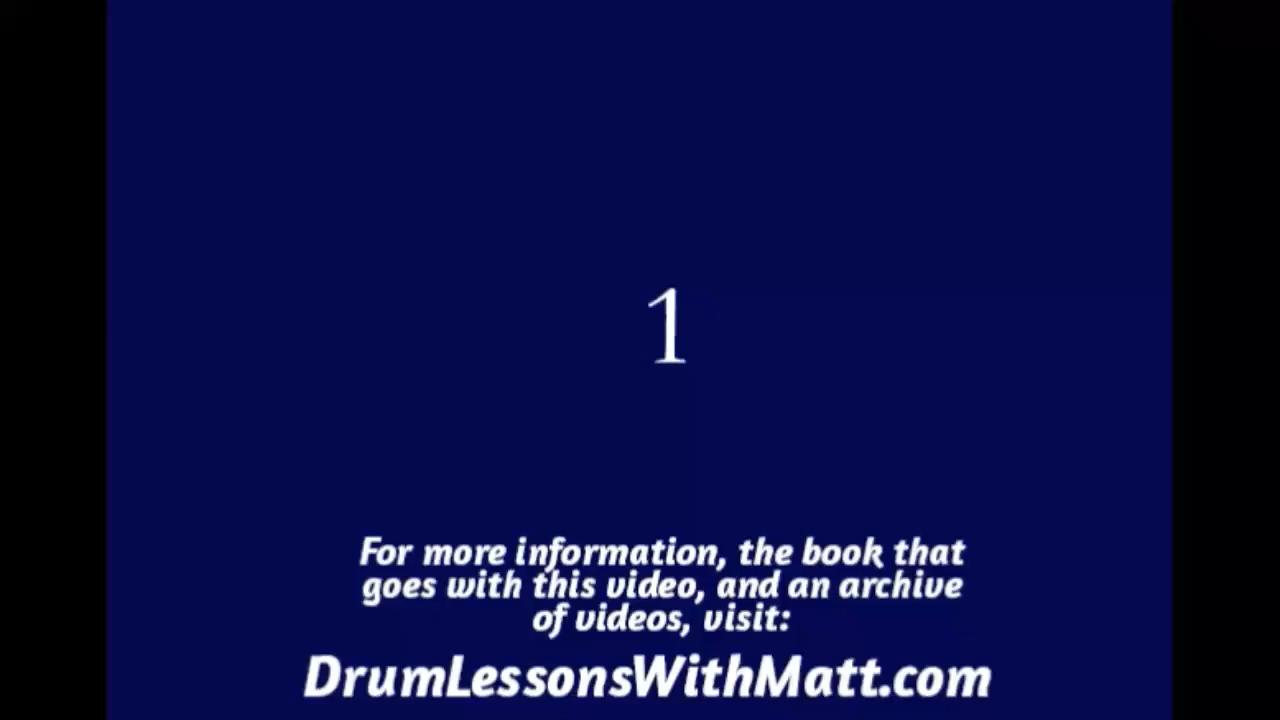 1
For more information, the book that
goes with this video, and an archive
of videos, visit:
DrumLessonsWithMatt.com